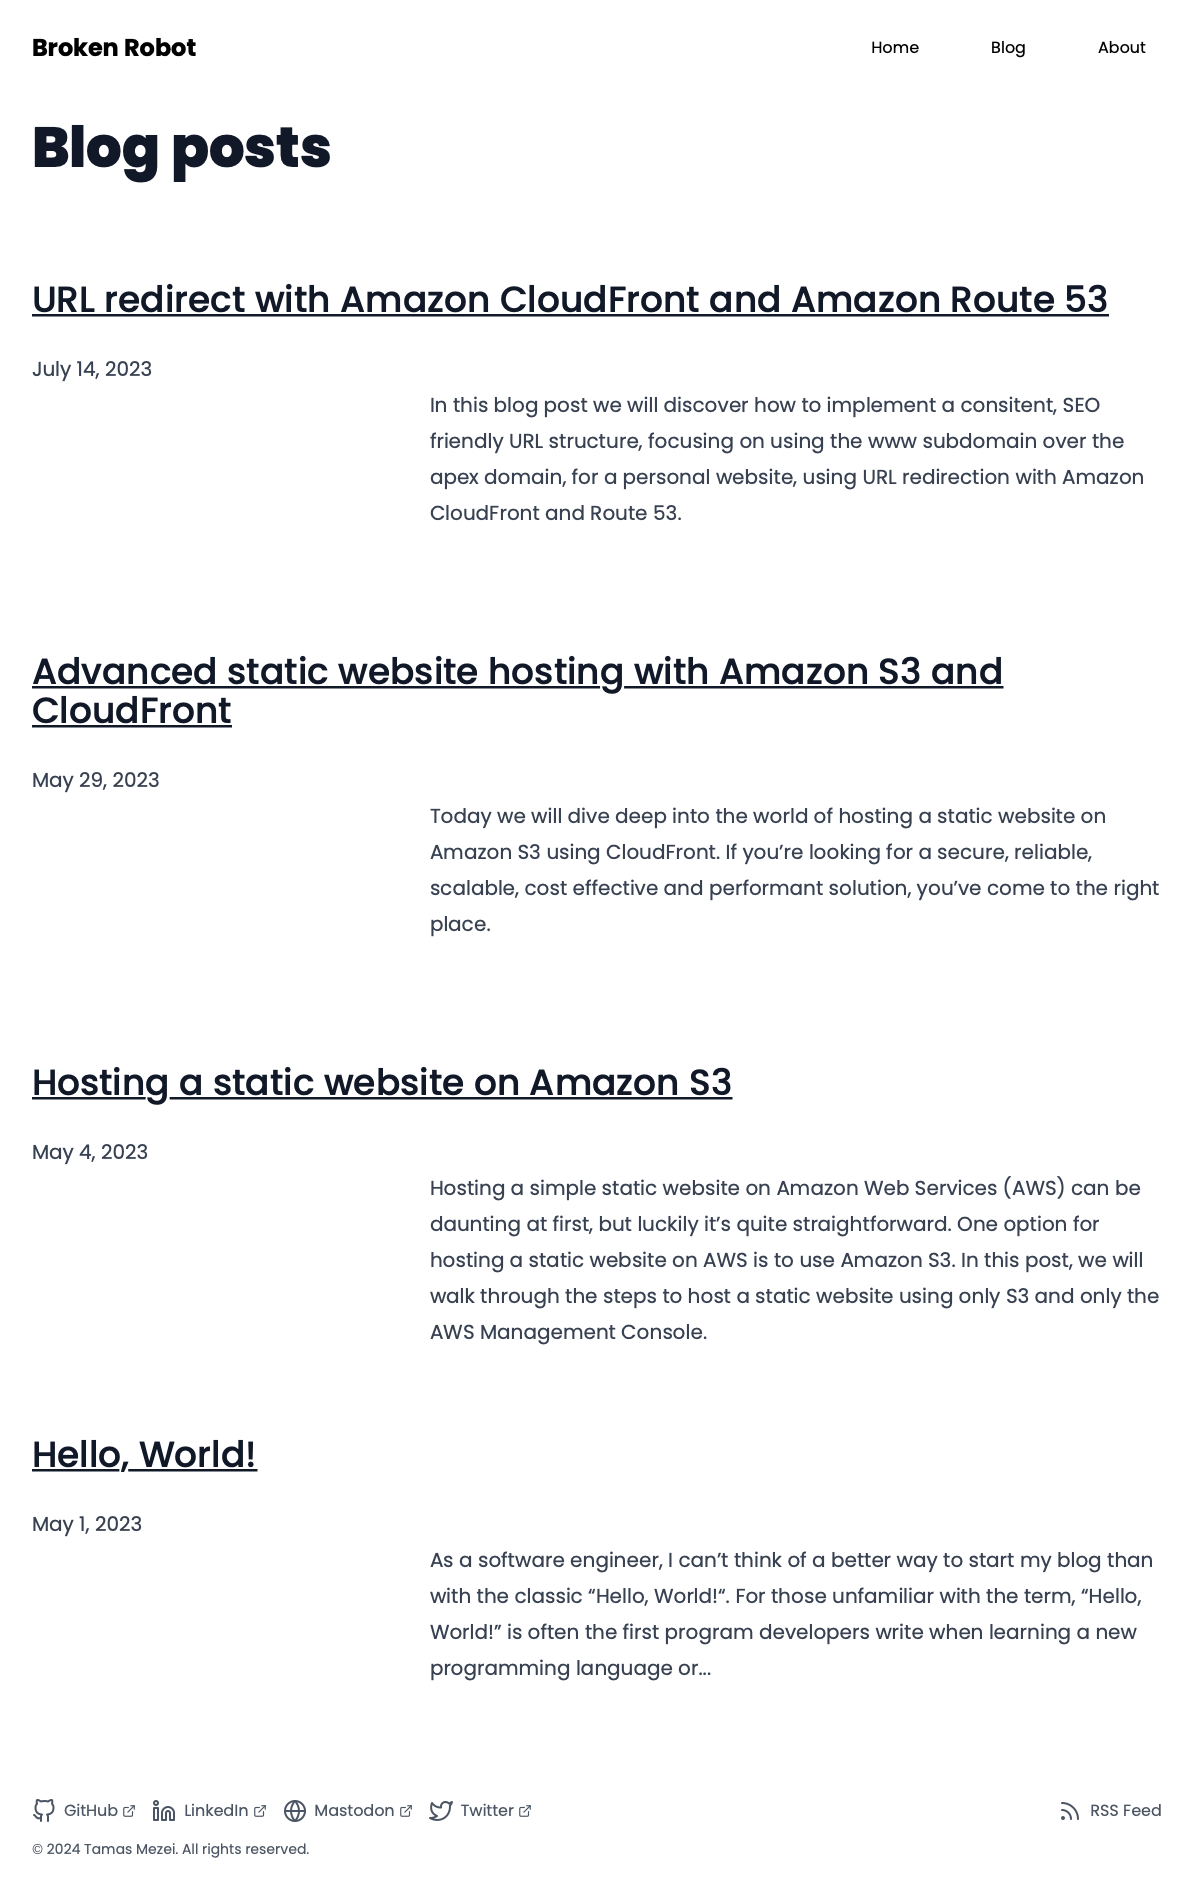 Broken Robot
Home
Blog
About
Blog posts
URL redirect with Amazon CloudFront and Amazon Route 53
July 14, 2023
In this blog post we will discover how to implement a consitent, SEO
friendly URL structure, focusing on using the www subdomain over the
apex domain, for a personal website, using URL redirection with Amazon
CloudFront and Route 53.
Advanced static website hosting with Amazon S3 and
CloudFront
May 29, 2023
Today we will dive deep into the world of hosting a static website on
Amazon S3 using CloudFront. If you’re looking for a secure, reliable,
scalable, cost effective and performant solution, you’ve come to the right
place.
Hosting a static website on Amazon S3
May 4, 2023
Hosting a simple static website on Amazon Web Services (AWS) can be
daunting at first, but luckily it’s quite straightforward. One option for
hosting a static website on AWS is to use Amazon S3. In this post, we will
walk through the steps to host a static website using only S3 and only the
AWS Management Console.
Hello, World!
May 1, 2023
As a software engineer, I can’t think of a better way to start my blog than
with the classic “Hello, World!“. For those unfamiliar with the term, “Hello,
World!” is often the first program developers write when learning a new
programming language or...
GitHub
LinkedIn
Mastodon
Twitter
RSS Feed
© 2024 Tamas Mezei. All rights reserved.